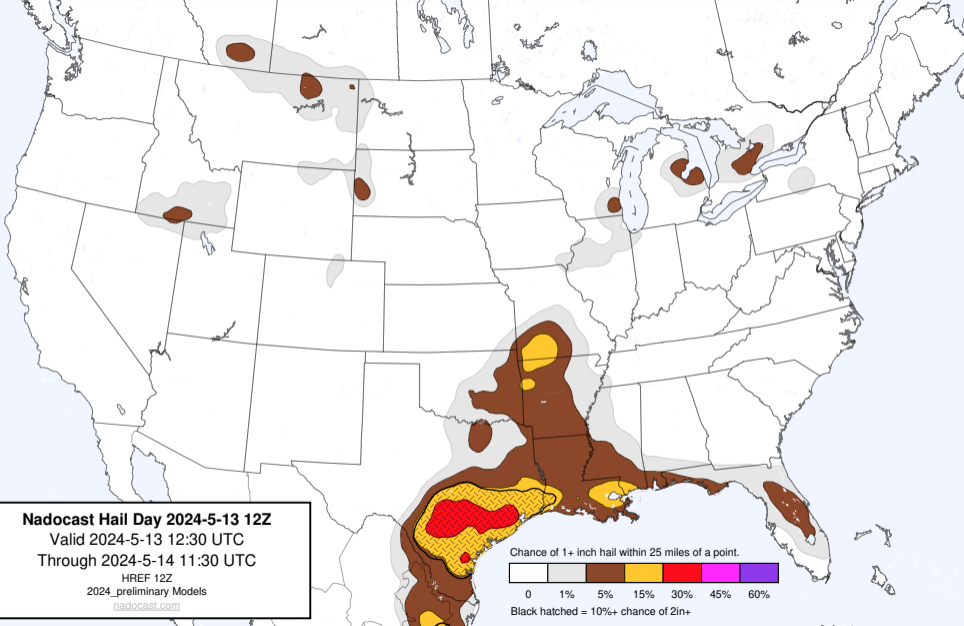 Nadocast Hail Day 2024-5-13 12Z
Valid 2024-5-13 12:30 UTC
Through 2024-5-14 11:30 UTC
HREF 12Z
2024_preliminary Models
nadocast.com
Chance of 1+ inch hail within 25 miles of a point.
0 1% 5% 15% 30% 45% 60%
Black hatched = 10%+ chance of 2in+